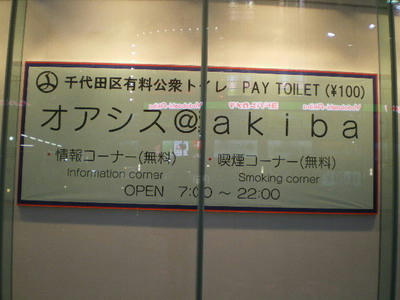 千代田区有料公衆トイレ PAY TOILET (¥100)
オアシス@akiba
・情報コーナー(無料) ・喫煙コーナー(無料)
Information corner Smoking corner
OPEN 7:00 ～ 22:00